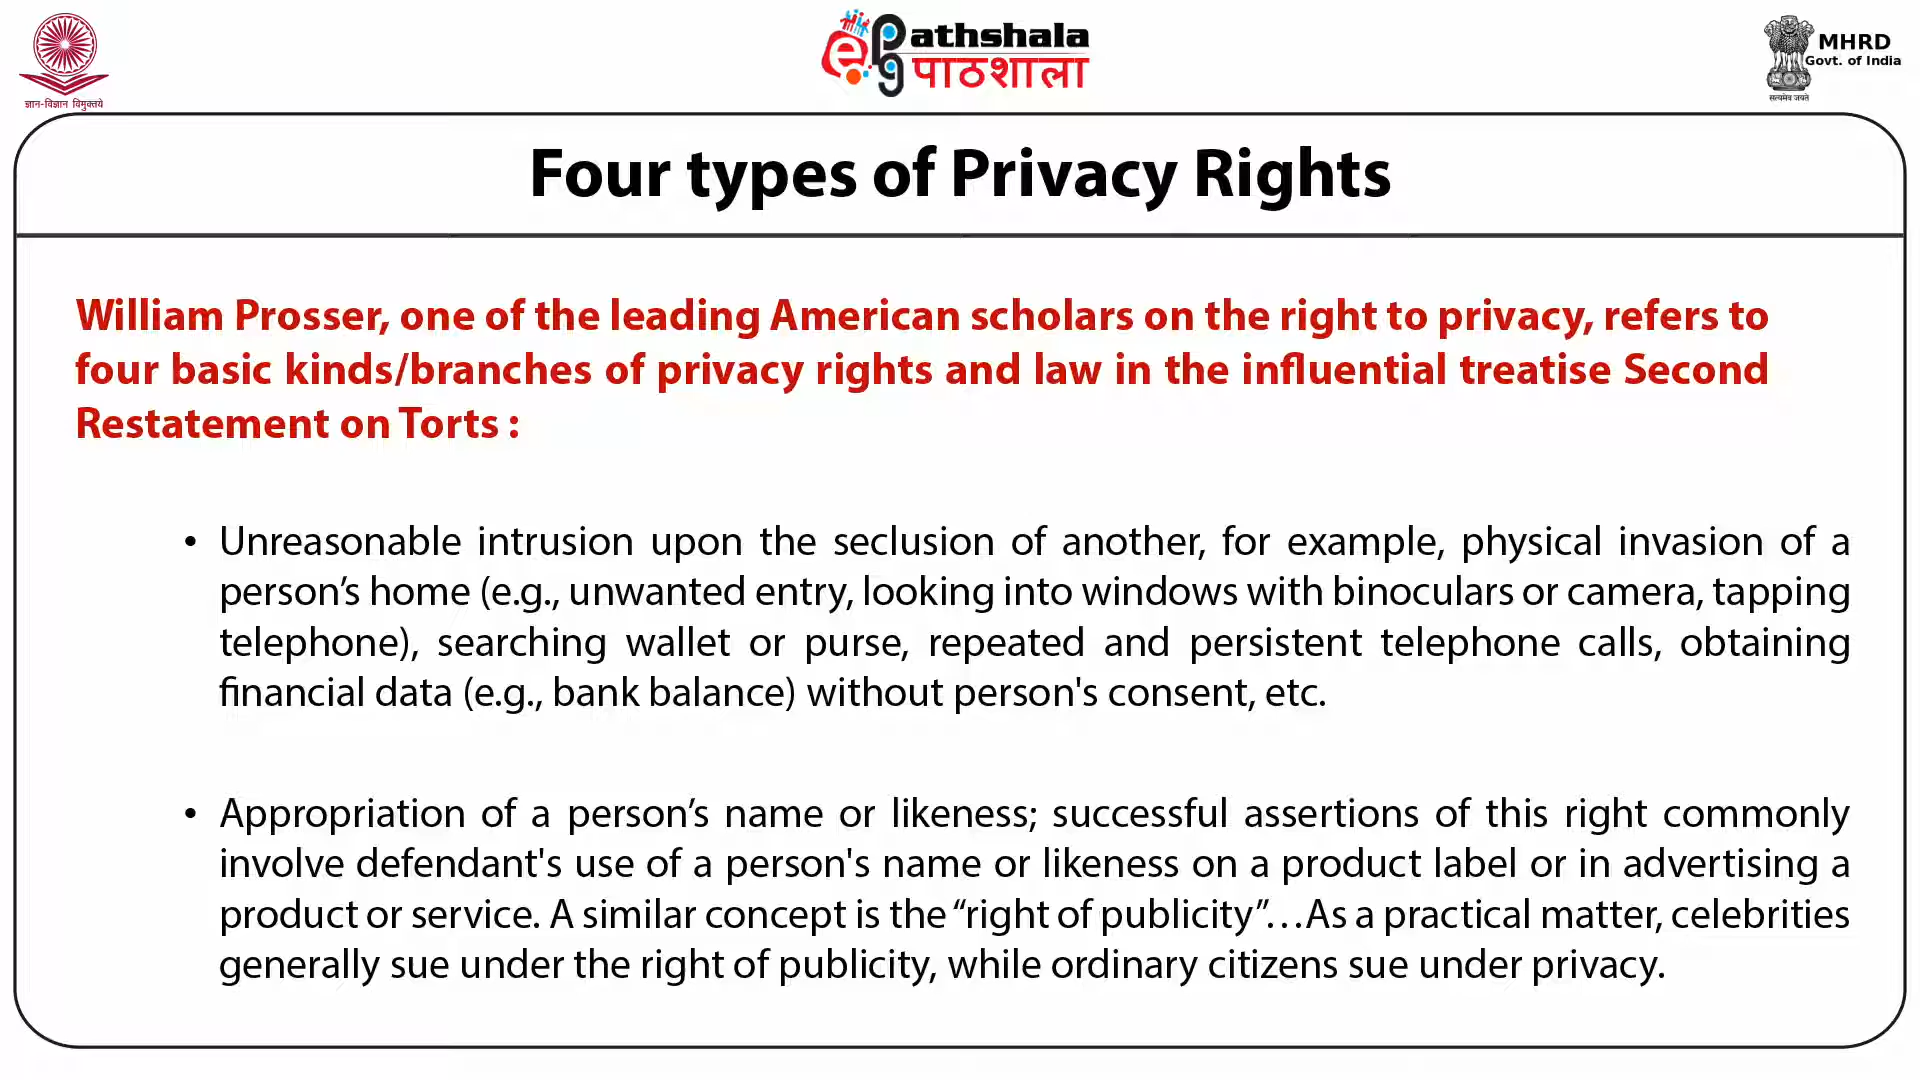 ज्ञान-विज्ञान विमुक्तये
ePathshala
पाठशाला
MHRD
Govt. of India
सत्यमेव जयते
Four types of Privacy Rights
William Prosser, one of the leading American scholars on the right to privacy, refers to
four basic kinds/branches of privacy rights and law in the influential treatise Second
Restatement on Torts :
• Unreasonable intrusion upon the seclusion of another, for example, physical invasion of a
person’s home (e.g., unwanted entry, looking into windows with binoculars or camera, tapping
telephone), searching wallet or purse, repeated and persistent telephone calls, obtaining
financial data (e.g., bank balance) without person's consent, etc.
• Appropriation of a person’s name or likeness; successful assertions of this right commonly
involve defendant's use of a person's name or likeness on a product label or in advertising a
product or service. A similar concept is the “right of publicity”…As a practical matter, celebrities
generally sue under the right of publicity, while ordinary citizens sue under privacy.